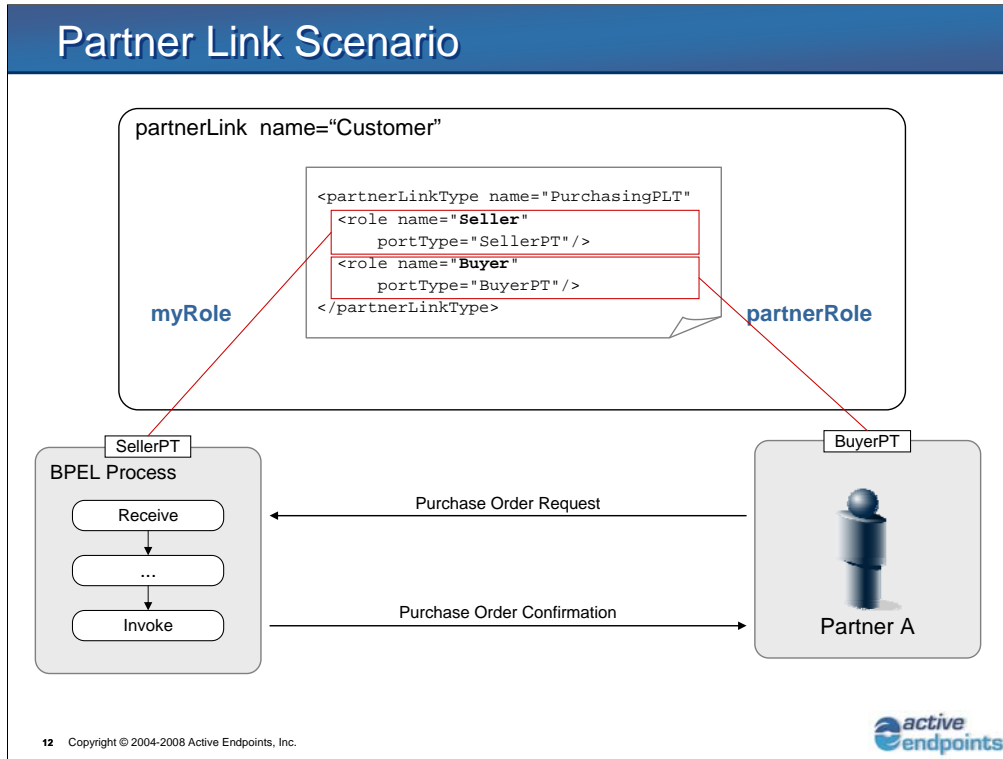 Partner Link Scenario
partnerLink name=“Customer”
<partnerLinkType name="PurchasingPLT"
<role name="Seller"
portType="SellerPT"/>
<role name="Buyer"
portType="BuyerPT"/>
</partnerLinkType>
myRole
partnerRole
SellerPT
BPEL Process
Receive
...
Invoke
Purchase Order Request
Purchase Order Confirmation
BuyerPT
Partner A
12 Copyright © 2004-2008 Active Endpoints, Inc.
active
endpoints